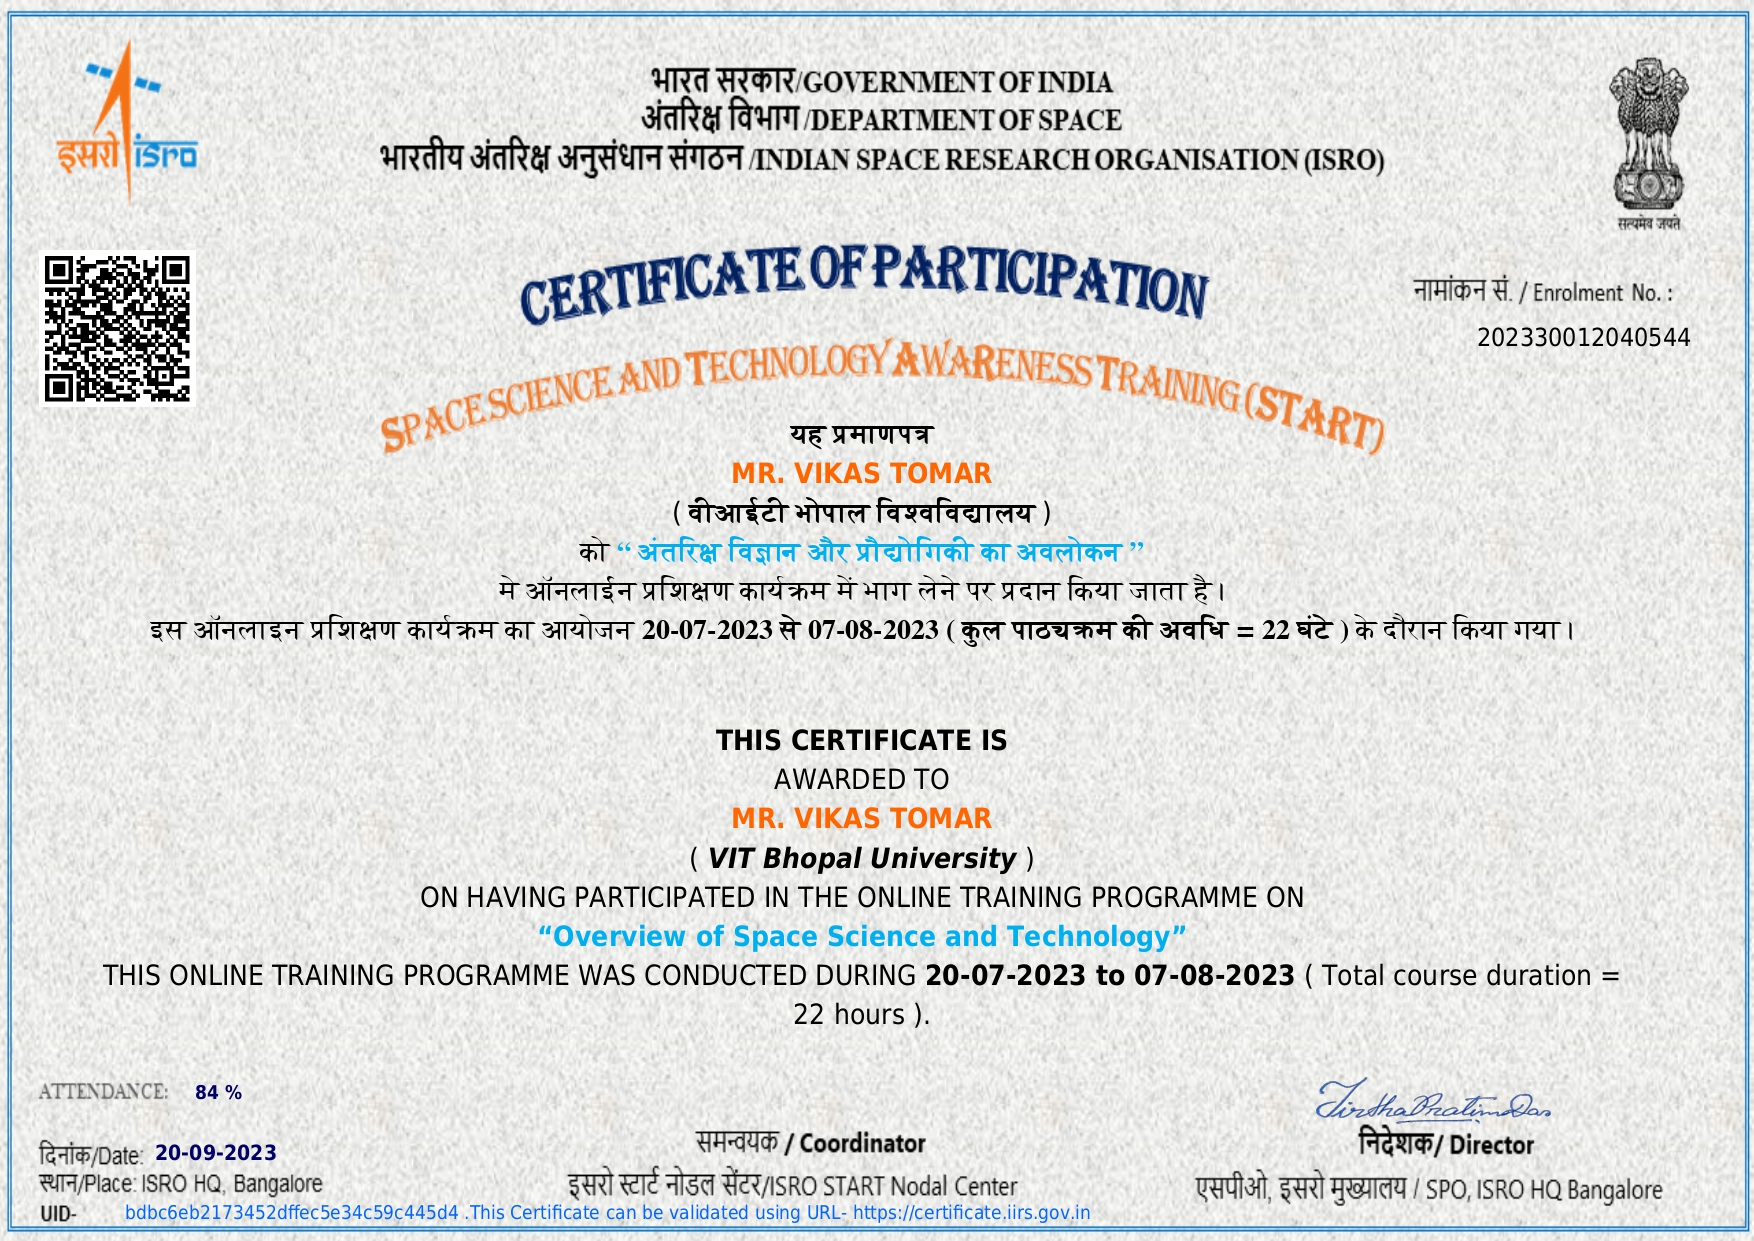 भारत सरकार/GOVERNMENT OF INDIA
अंतरिक्ष विभाग /DEPARTMENT OF SPACE
भारतीय अंतरिक्ष अनुसंधान संगठन /INDIAN SPACE RESEARCH ORGANISATION (ISRO)
इसरो isro
सत्यमेव जयते
CERTIFICATE OF PARTICIPATION
नामांकन सं. / Enrolment No. :
202330012040544
SPACE SCIENCE AND TECHNOLOGY AWARENESS TRAINING (START)
यह प्रमाणपत्र
MR. VIKAS TOMAR
( वीआईटी भोपाल विश्वविद्यालय )
को “ अंतरिक्ष विज्ञान और प्रौद्योगिकी का अवलोकन ”
मे ऑनलाईन प्रशिक्षण कार्यक्रम में भाग लेने पर प्रदान किया जाता है।
इस ऑनलाइन प्रशिक्षण कार्यक्रम का आयोजन 20-07-2023 से 07-08-2023 ( कुल पाठ्यक्रम की अवधि = 22 घंटे ) के दौरान किया गया।
THIS CERTIFICATE IS
AWARDED TO
MR. VIKAS TOMAR
( VIT Bhopal University )
ON HAVING PARTICIPATED IN THE ONLINE TRAINING PROGRAMME ON
“Overview of Space Science and Technology”
THIS ONLINE TRAINING PROGRAMME WAS CONDUCTED DURING 20-07-2023 to 07-08-2023 ( Total course duration =
22 hours ).
ATTENDANCE: 84 %
Tirtha Pratim Das
समन्वयक / Coordinator
निदेशक/ Director
दिनांक/Date: 20-09-2023
स्थान/Place: ISRO HQ, Bangalore
इसरो स्टार्ट नोडल सेंटर/ISRO START Nodal Center
एसपीओ, इसरो मुख्यालय / SPO, ISRO HQ Bangalore
UID- bdbc6eb2173452dffec5e34c59c445d4 .This Certificate can be validated using URL- https://certificate.iirs.gov.in